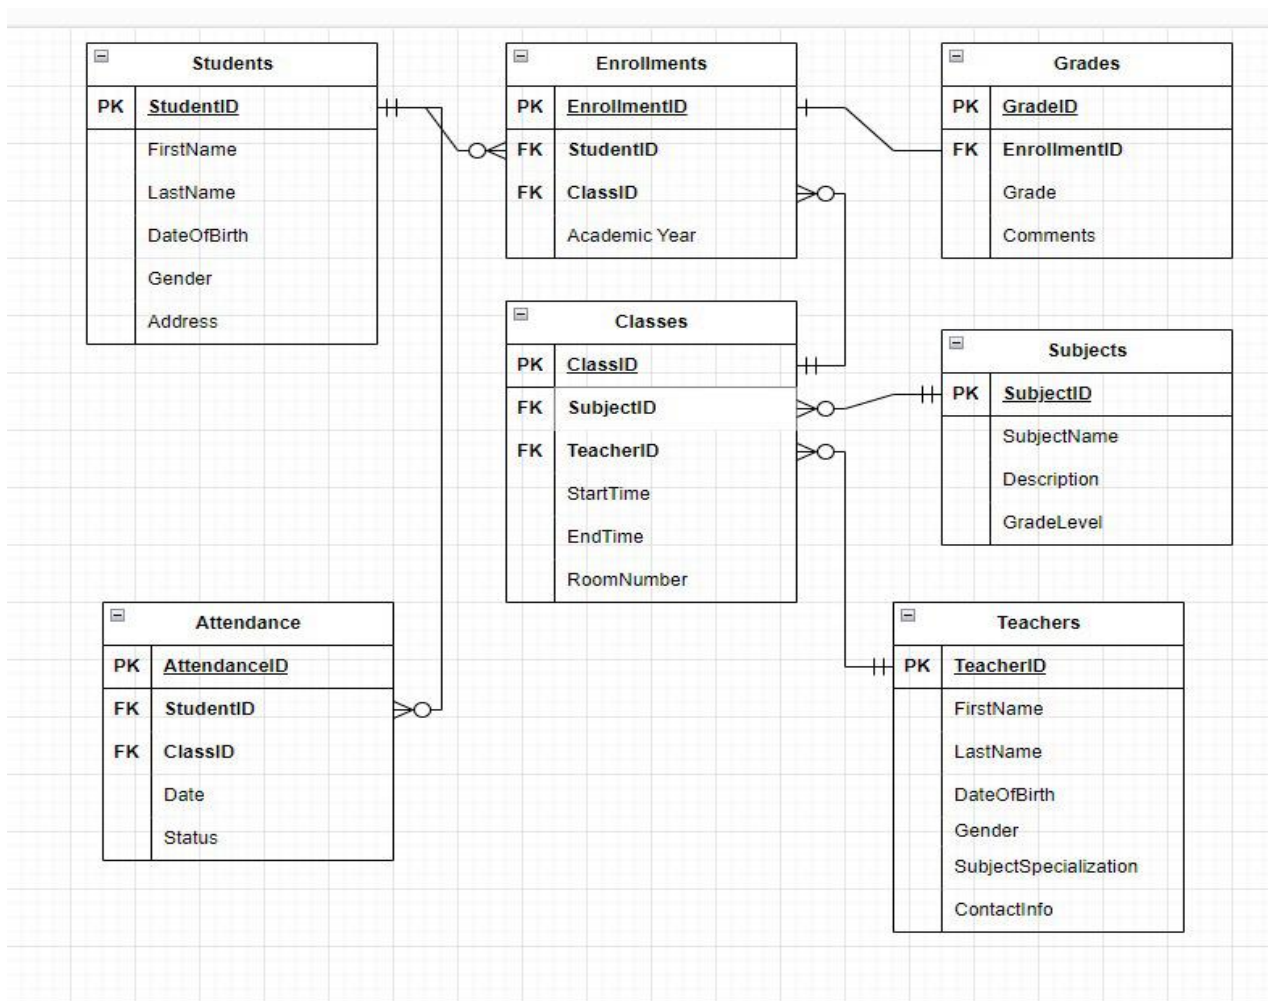 Students
PK StudentID
FirstName
LastName
DateOfBirth
Gender
Address
Enrollments
PK EnrollmentID
FK StudentID
FK ClassID
Academic Year
Grades
PK GradeID
FK EnrollmentID
Grade
Comments
Classes
PK ClassID
FK SubjectID
FK TeacherID
StartTime
EndTime
RoomNumber
Subjects
PK SubjectID
SubjectName
Description
GradeLevel
Attendance
PK AttendanceID
FK StudentID
FK ClassID
Date
Status
Teachers
PK TeacherID
FirstName
LastName
DateOfBirth
Gender
SubjectSpecialization
ContactInfo